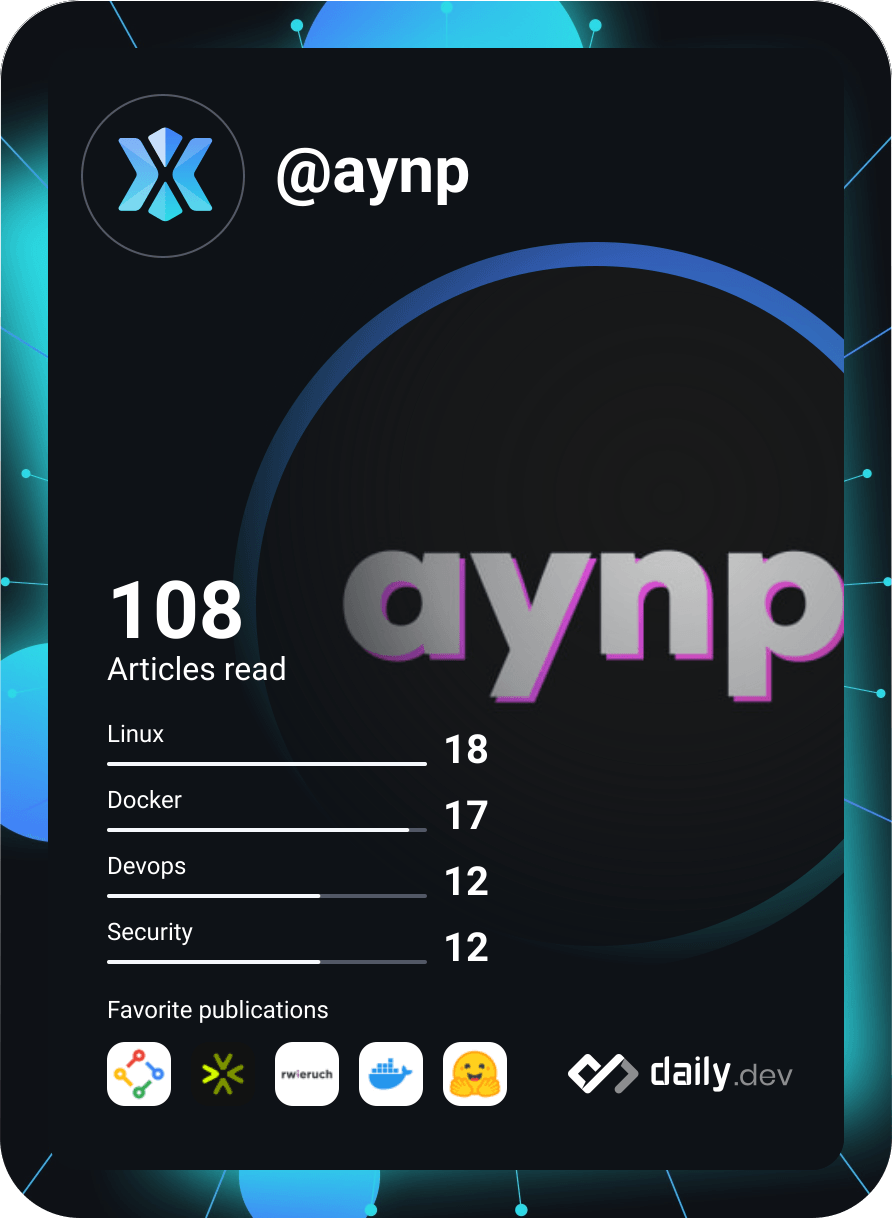 @aynp
aynp
108
Articles read
Linux
18
Docker
17
Devops
12
Security
12
Favorite publications
rwieruch
daily.dev